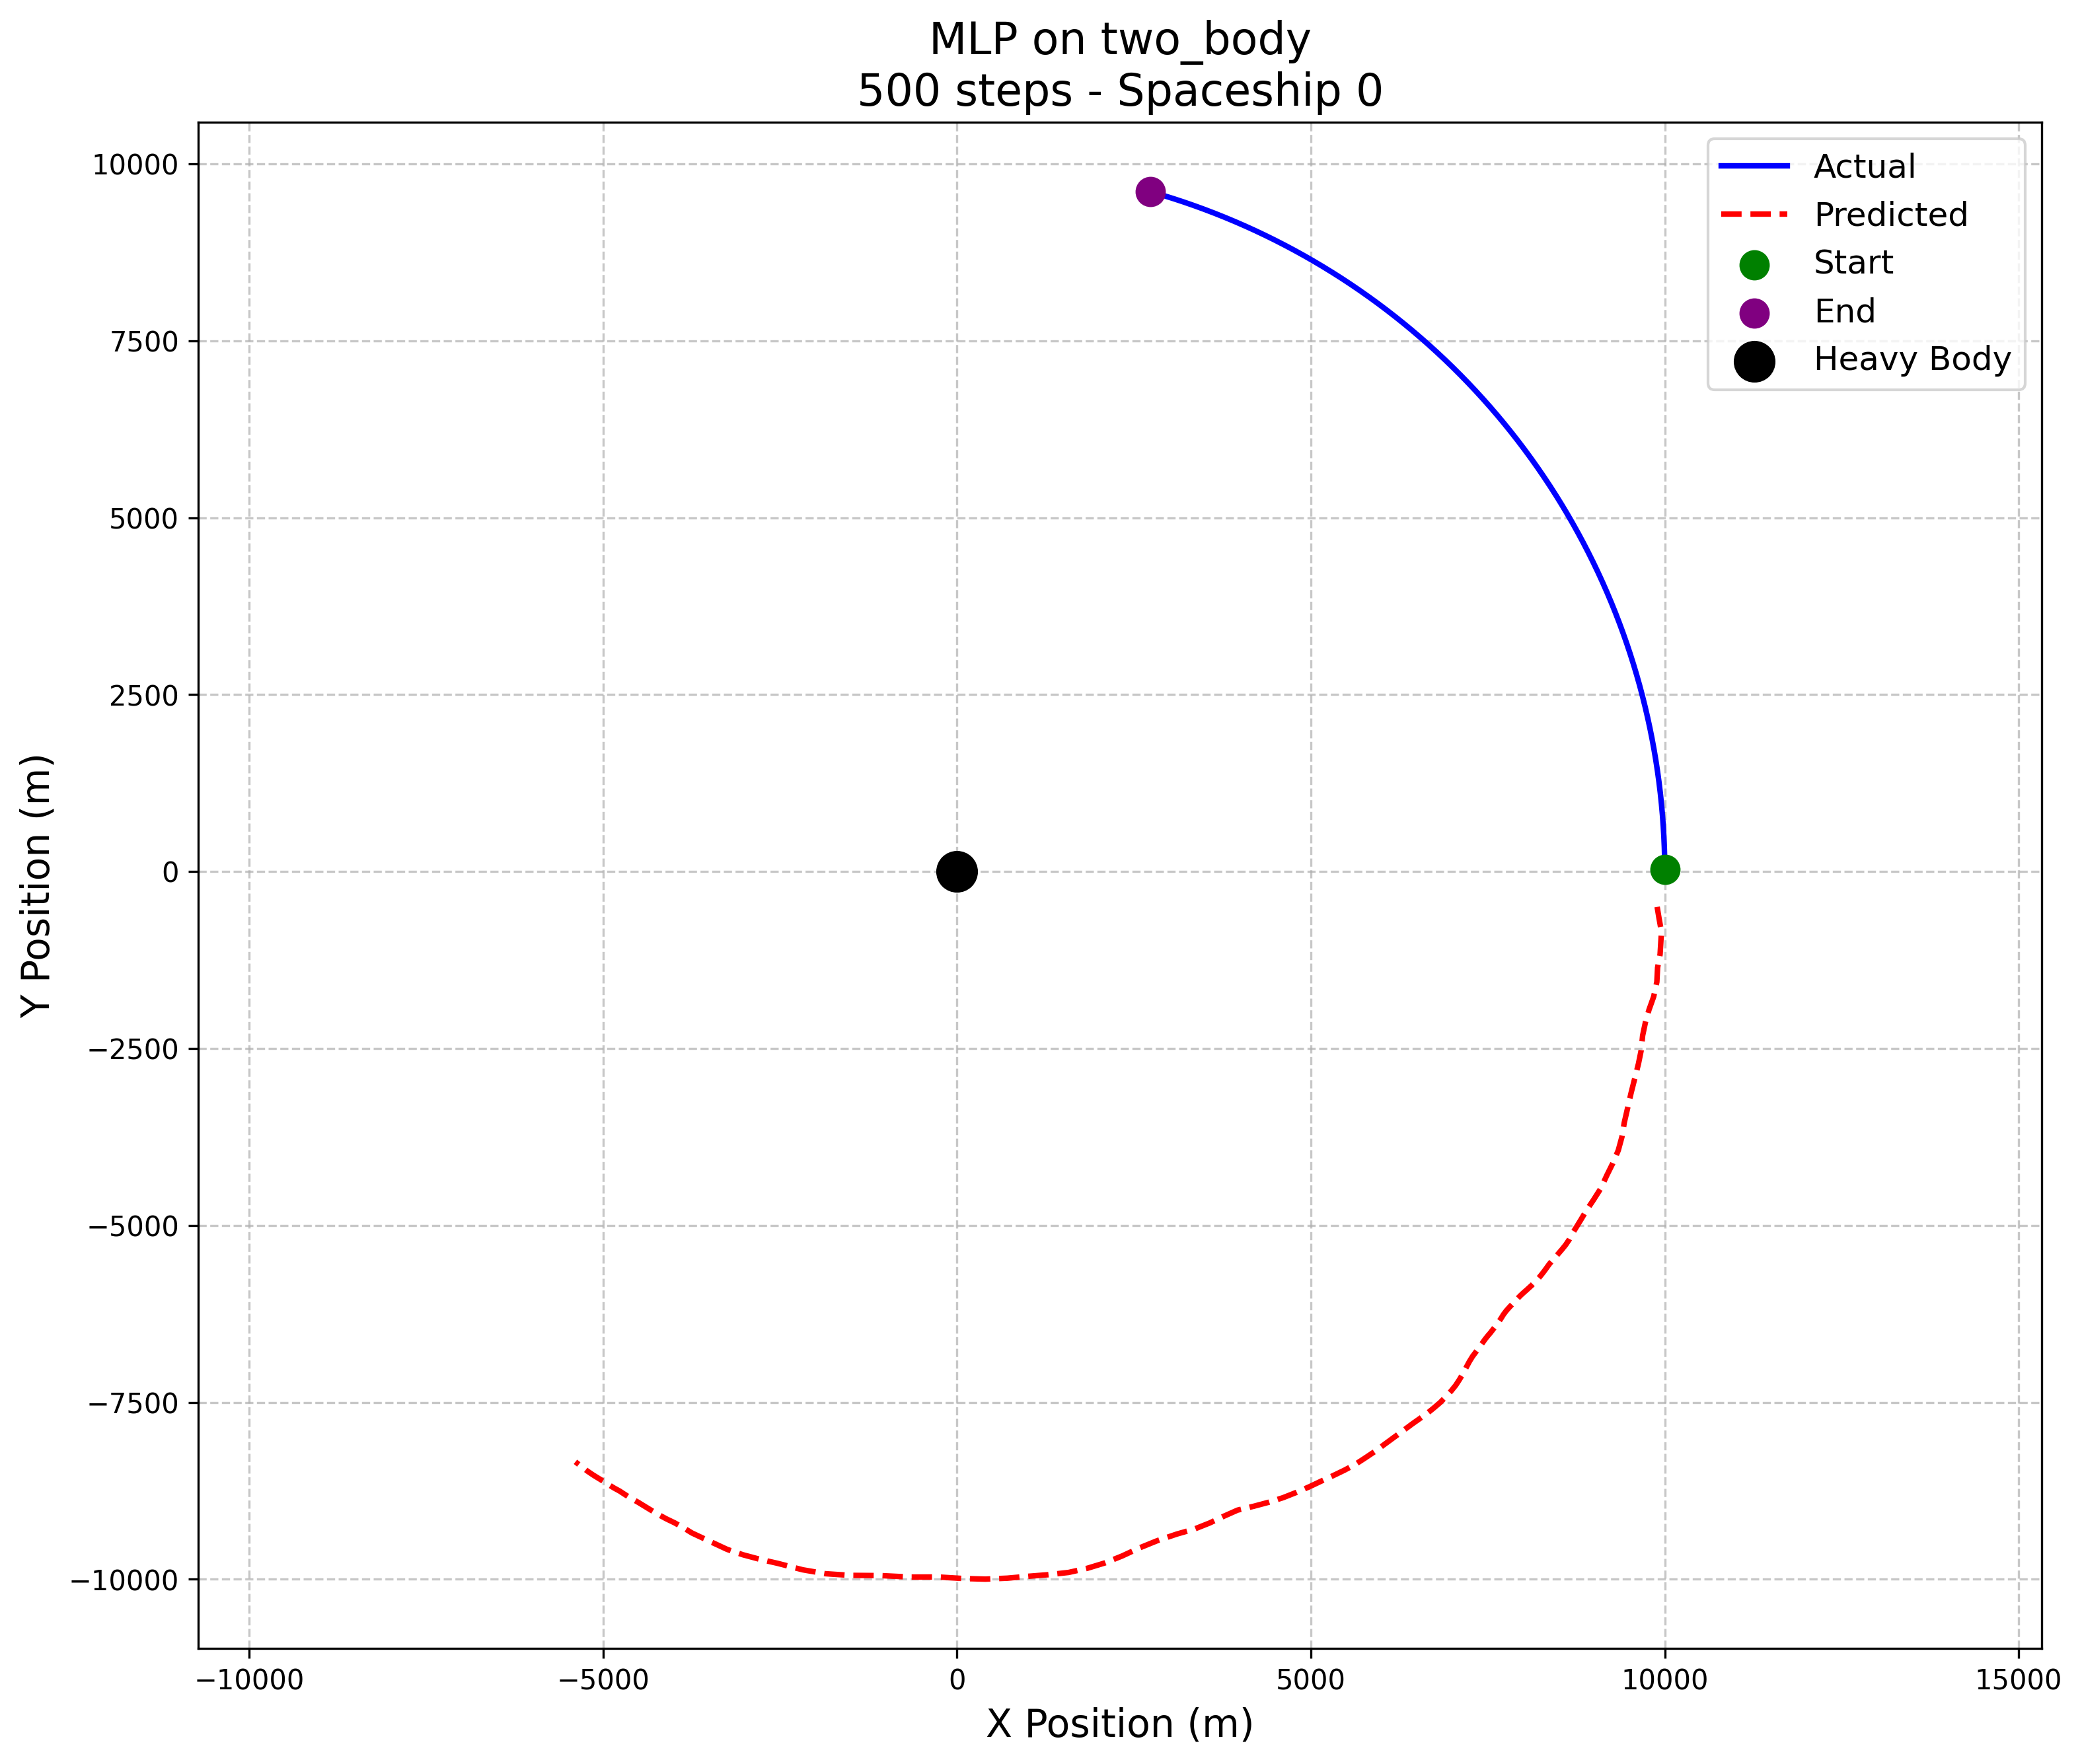 MLP on two_body
500 steps - Spaceship 0
Actual
Predicted
Start
End
Heavy Body
10000
7500
5000
2500
0
−2500
−5000
−7500
−10000
Y Position (m)
−10000
−5000
0
5000
10000
15000
X Position (m)